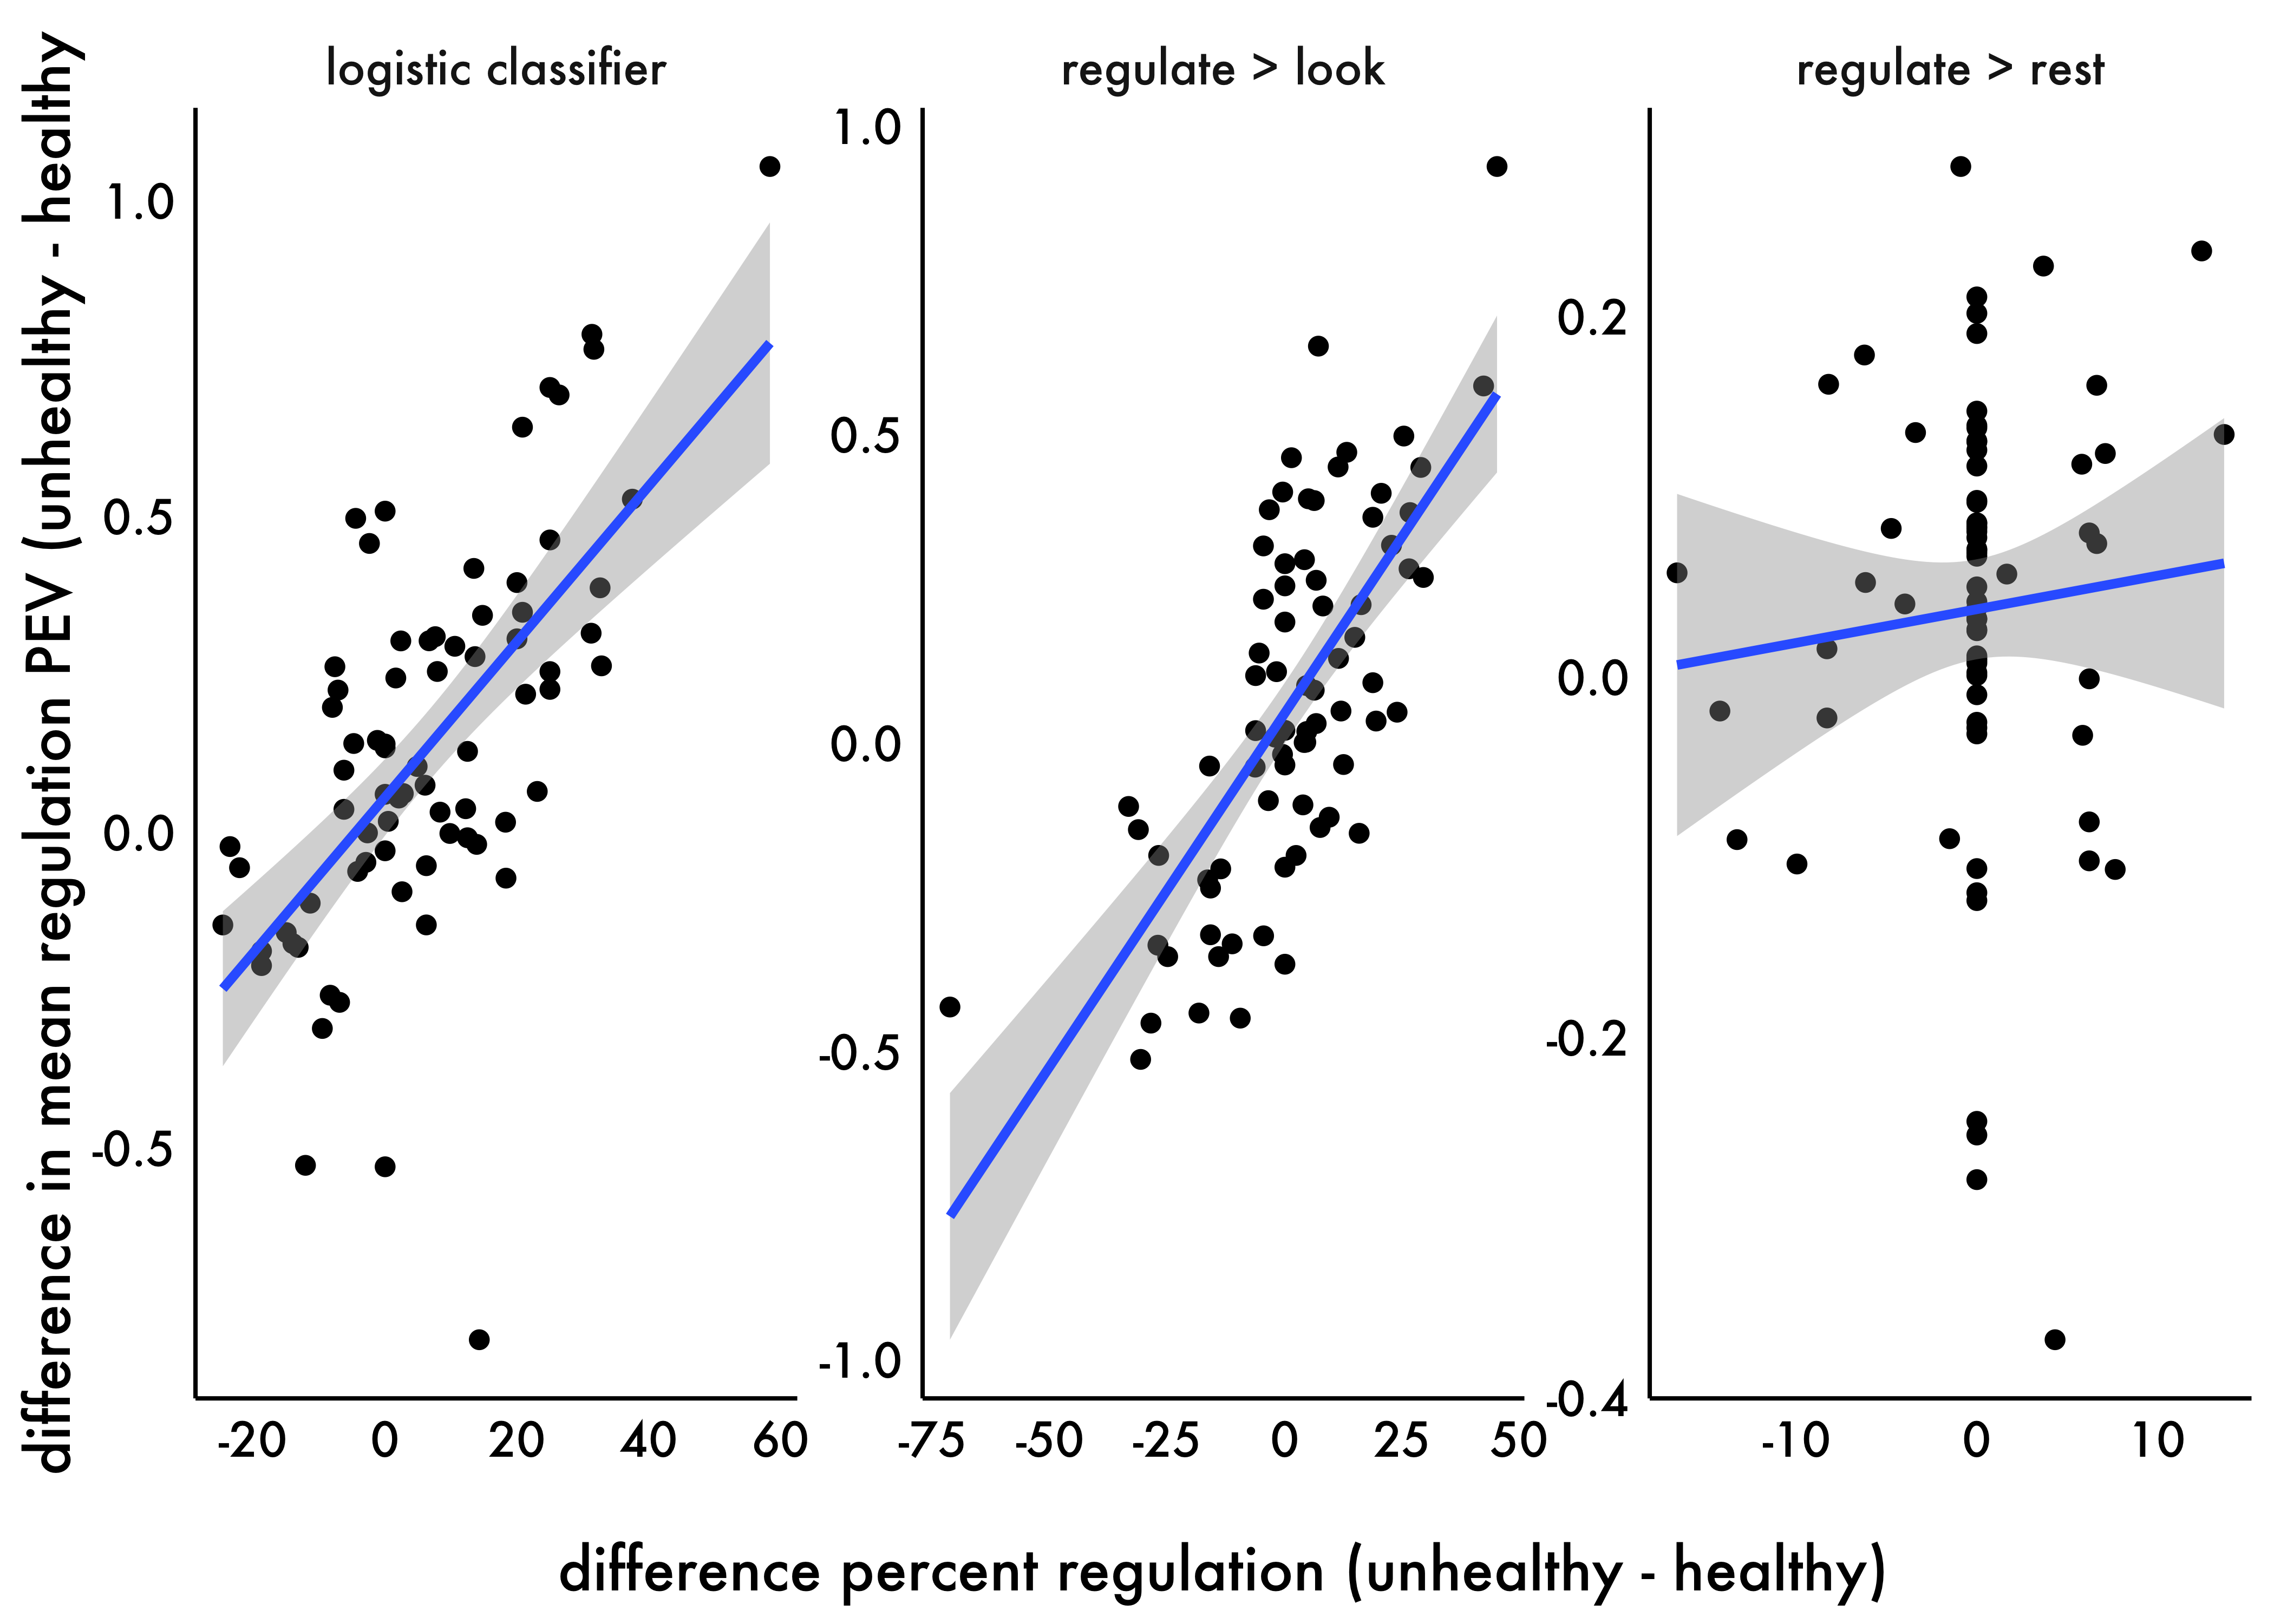 difference in mean regulation PEV (unhealthy - healthy
logistic classifier
1.0
0.5
0.0
-0.5
-20 0 20 40 60
regulate > look
1.0
0.5
0.0
-0.5
-1.0
-75 -50 -25 0 25 50
regulate > rest
0.2
0.0
-0.2
-0.4
-10 0 10
difference percent regulation (unhealthy - healthy)